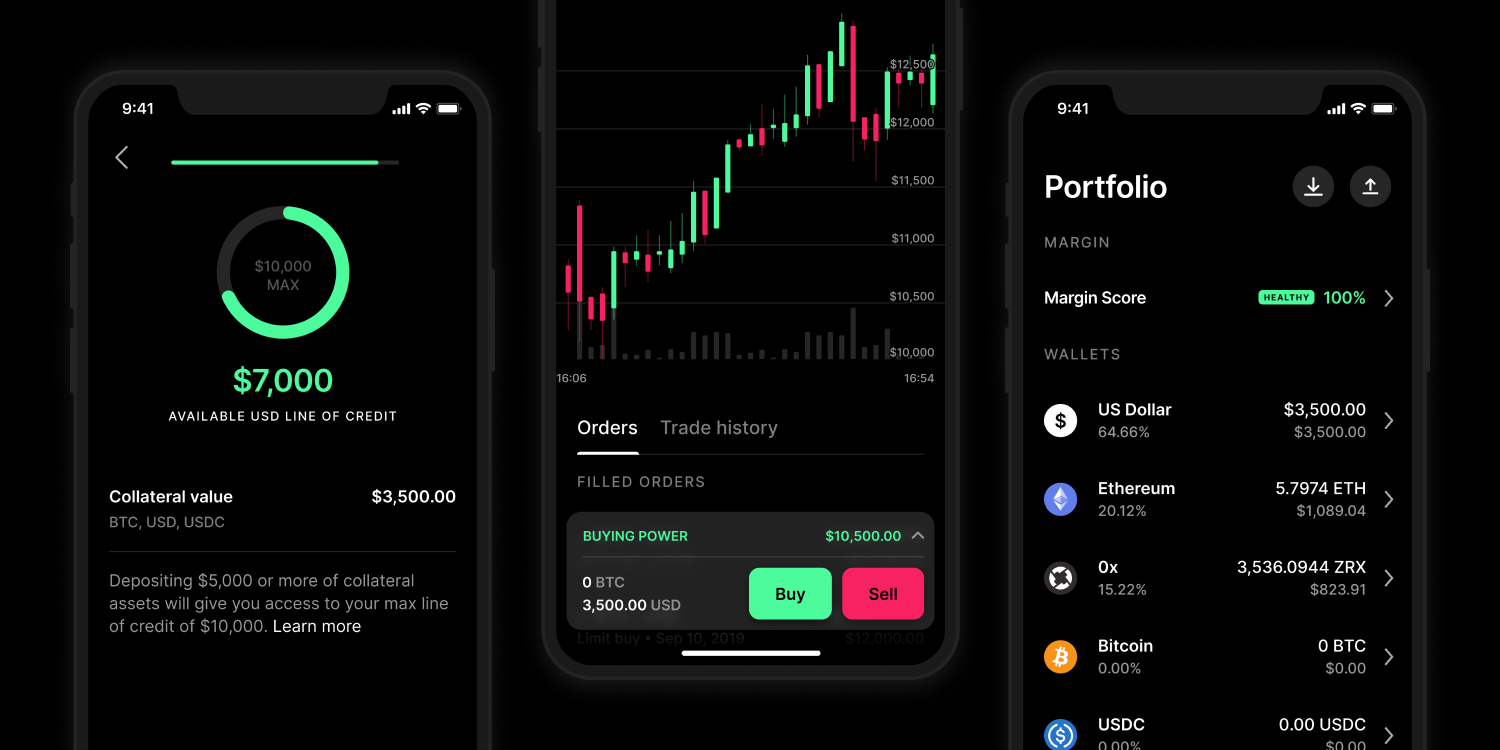 9:41
$10,000
MAX
$7,000
AVAILABLE USD LINE OF CREDIT
Collateral value $3,500.00
BTC, USD, USDC
Depositing $5,000 or more of collateral
assets will give you access to your max line
of credit of $10,000. Learn more
$12,500
$12,000
$11,500
$11,000
$10,500
$10,000
16:06 16:54
Orders Trade history
FILLED ORDERS
BUYING POWER $10,500.00
0 BTC
3,500.00 USD
Buy Sell
Limit buy • Sep 10, 2019 $12,000.00
9:41
Portfolio
MARGIN
Margin Score HEALTHY 100%
WALLETS
$
US Dollar $3,500.00
64.66% $3,500.00
Ethereum 5.7974 ETH
20.12% $1,089.04
0x 3,536.0944 ZRX
15.22% $823.91
Bitcoin 0 BTC
0.00% $0.00
USDC 0.00 USDC
$
0.00% $0.00